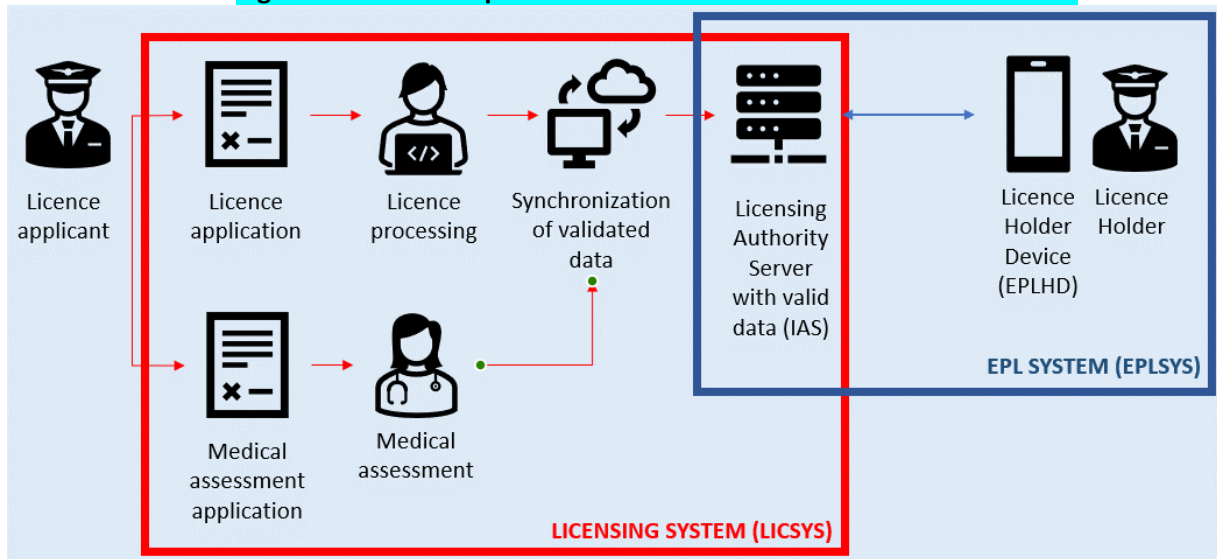 Licence
applicant
Licence
application
Licence
processing
</>
Synchronization
of validated
data
Licensing
Authority
Server
with valid
data (IAS)
Licence
Holder
Device
(EPLHD)
Licence
Holder
EPL SYSTEM (EPLSYS)
Medical
assessment
application
Medical
assessment
LICENSING SYSTEM (LICSYS)